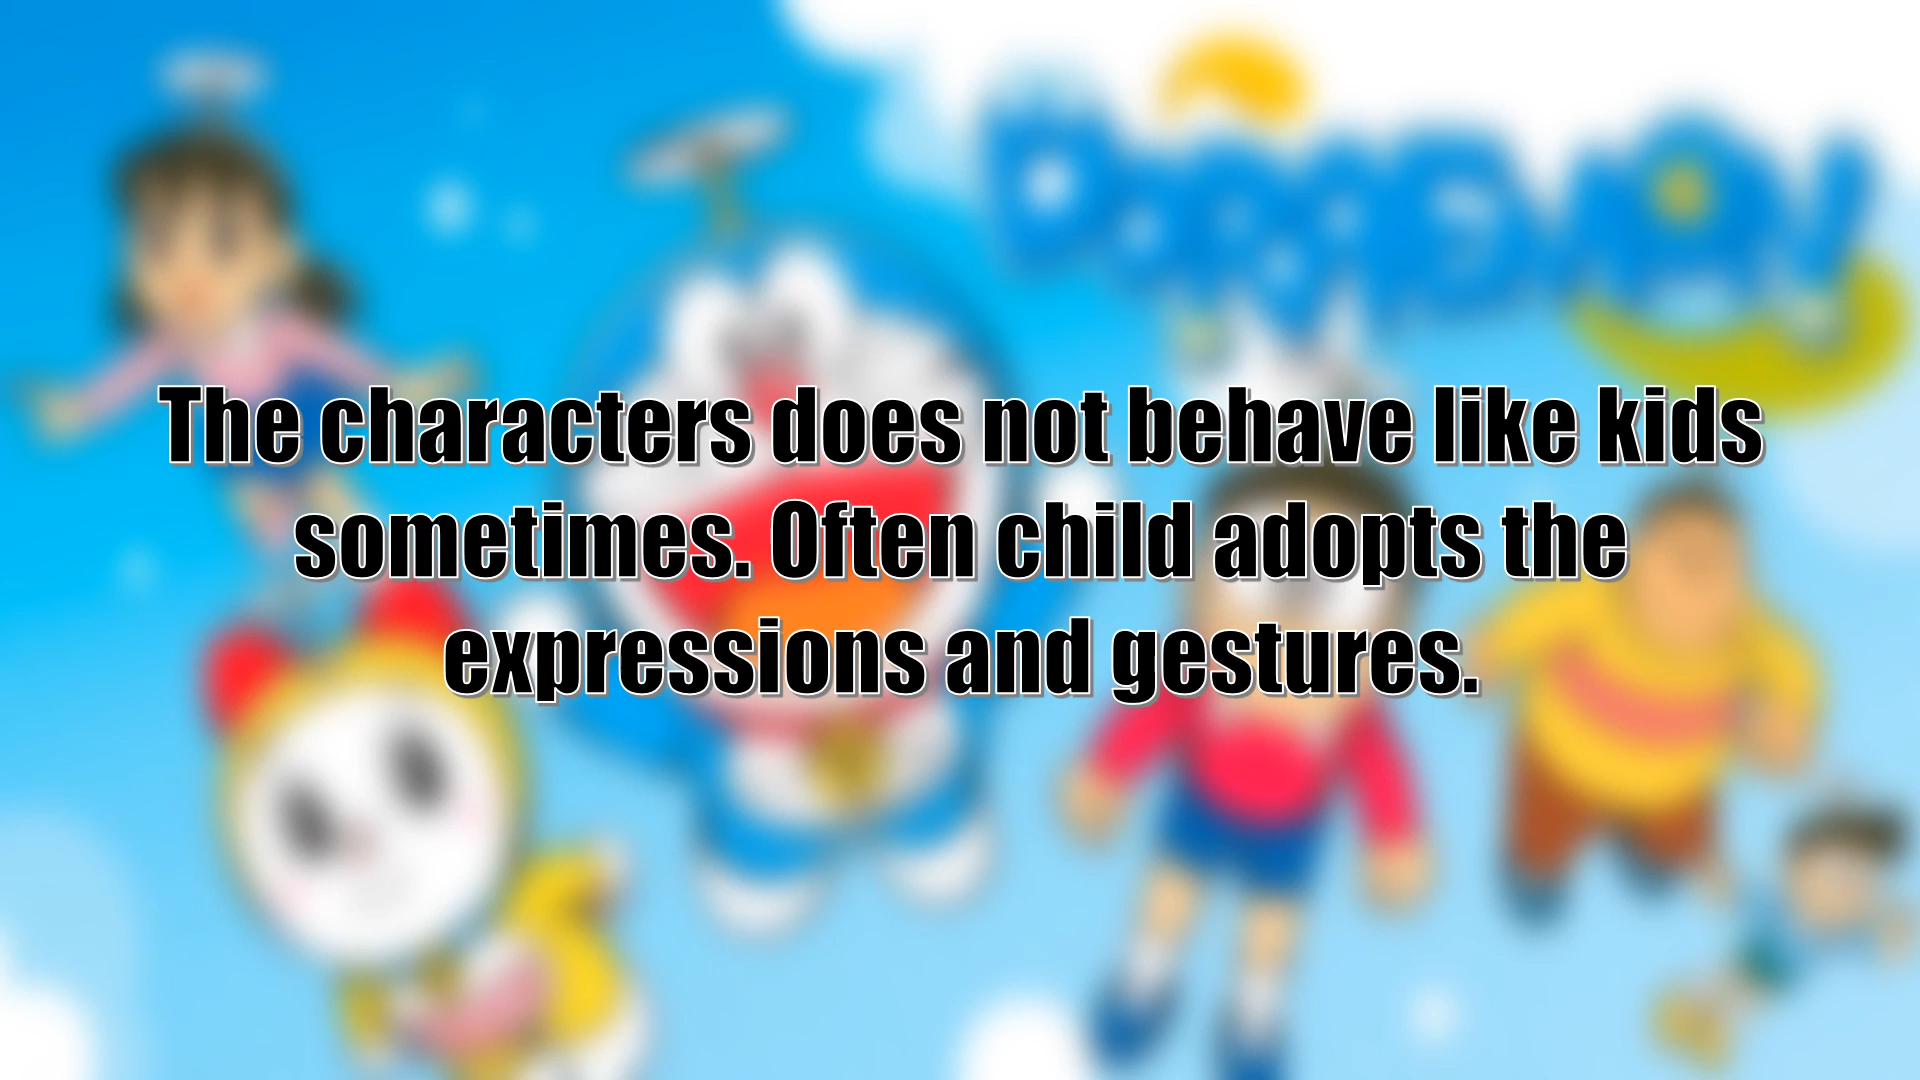 The characters does not behave like kids
sometimes. Often child adopts the
expressions and gestures.